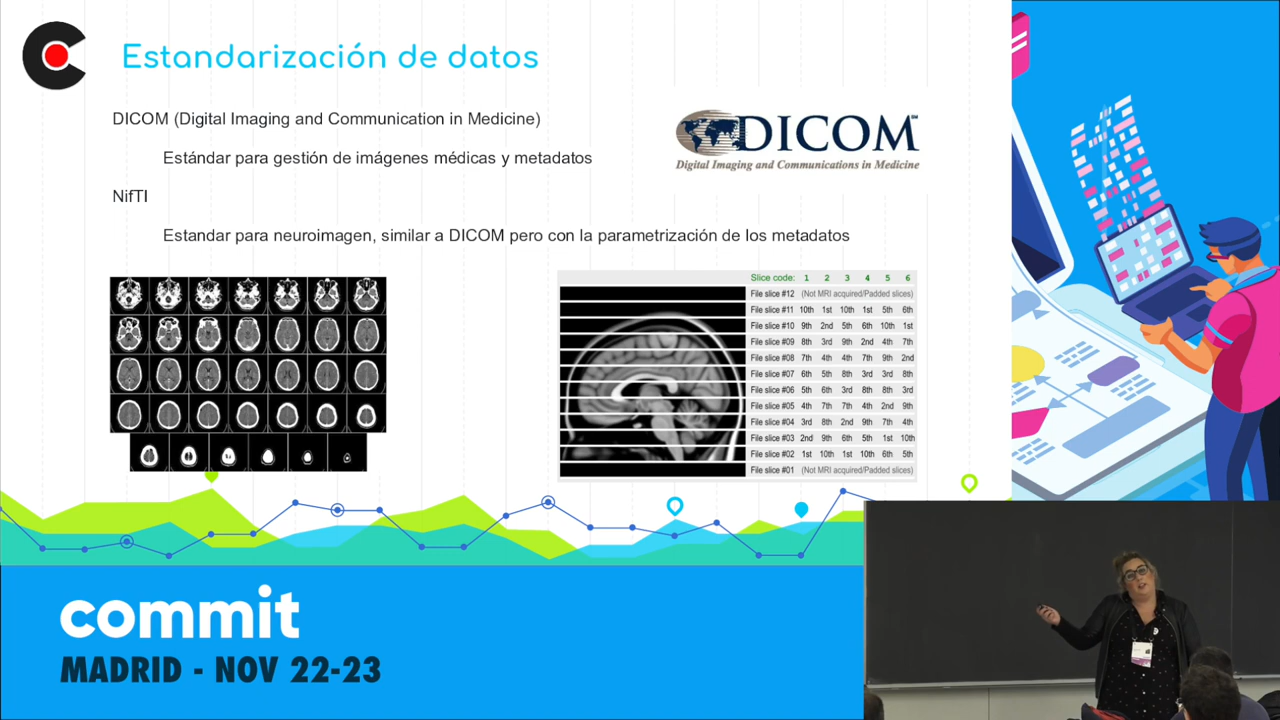 Estandarización de datos
DICOM (Digital Imaging and Communication in Medicine)
Estándar para gestión de imágenes médicas y metadatos
NifTI
Estandar para neuroimagen, similar a DICOM pero con la parametrización de los metadatos
DICOM
Digital Imaging and Communications in Medicine
Slice code: 1 2 3 4 5 6
File slice #12 (Not MRI acquired/Padded slices)
File slice #11 10th 1st 10th 1st 5th 6th
File slice #10 9th 2nd 5th 6th 10th 1st
File slice #09 8th 3rd 9th 2nd 4th 7th
File slice #08 7th 4th 4th 7th 9th 2nd
File slice #07 6th 5th 8th 3rd 3rd 8th
File slice #06 5th 6th 3rd 8th 8th 3rd
File slice #05 4th 7th 7th 4th 2nd 9th
File slice #04 3rd 8th 2nd 9th 7th 4th
File slice #03 2nd 9th 6th 5th 1st 10th
File slice #02 1st 10th 1st 10th 6th 5th
File slice #01 (Not MRI acquired/Padded slices)
commit
MADRID - NOV 22-23